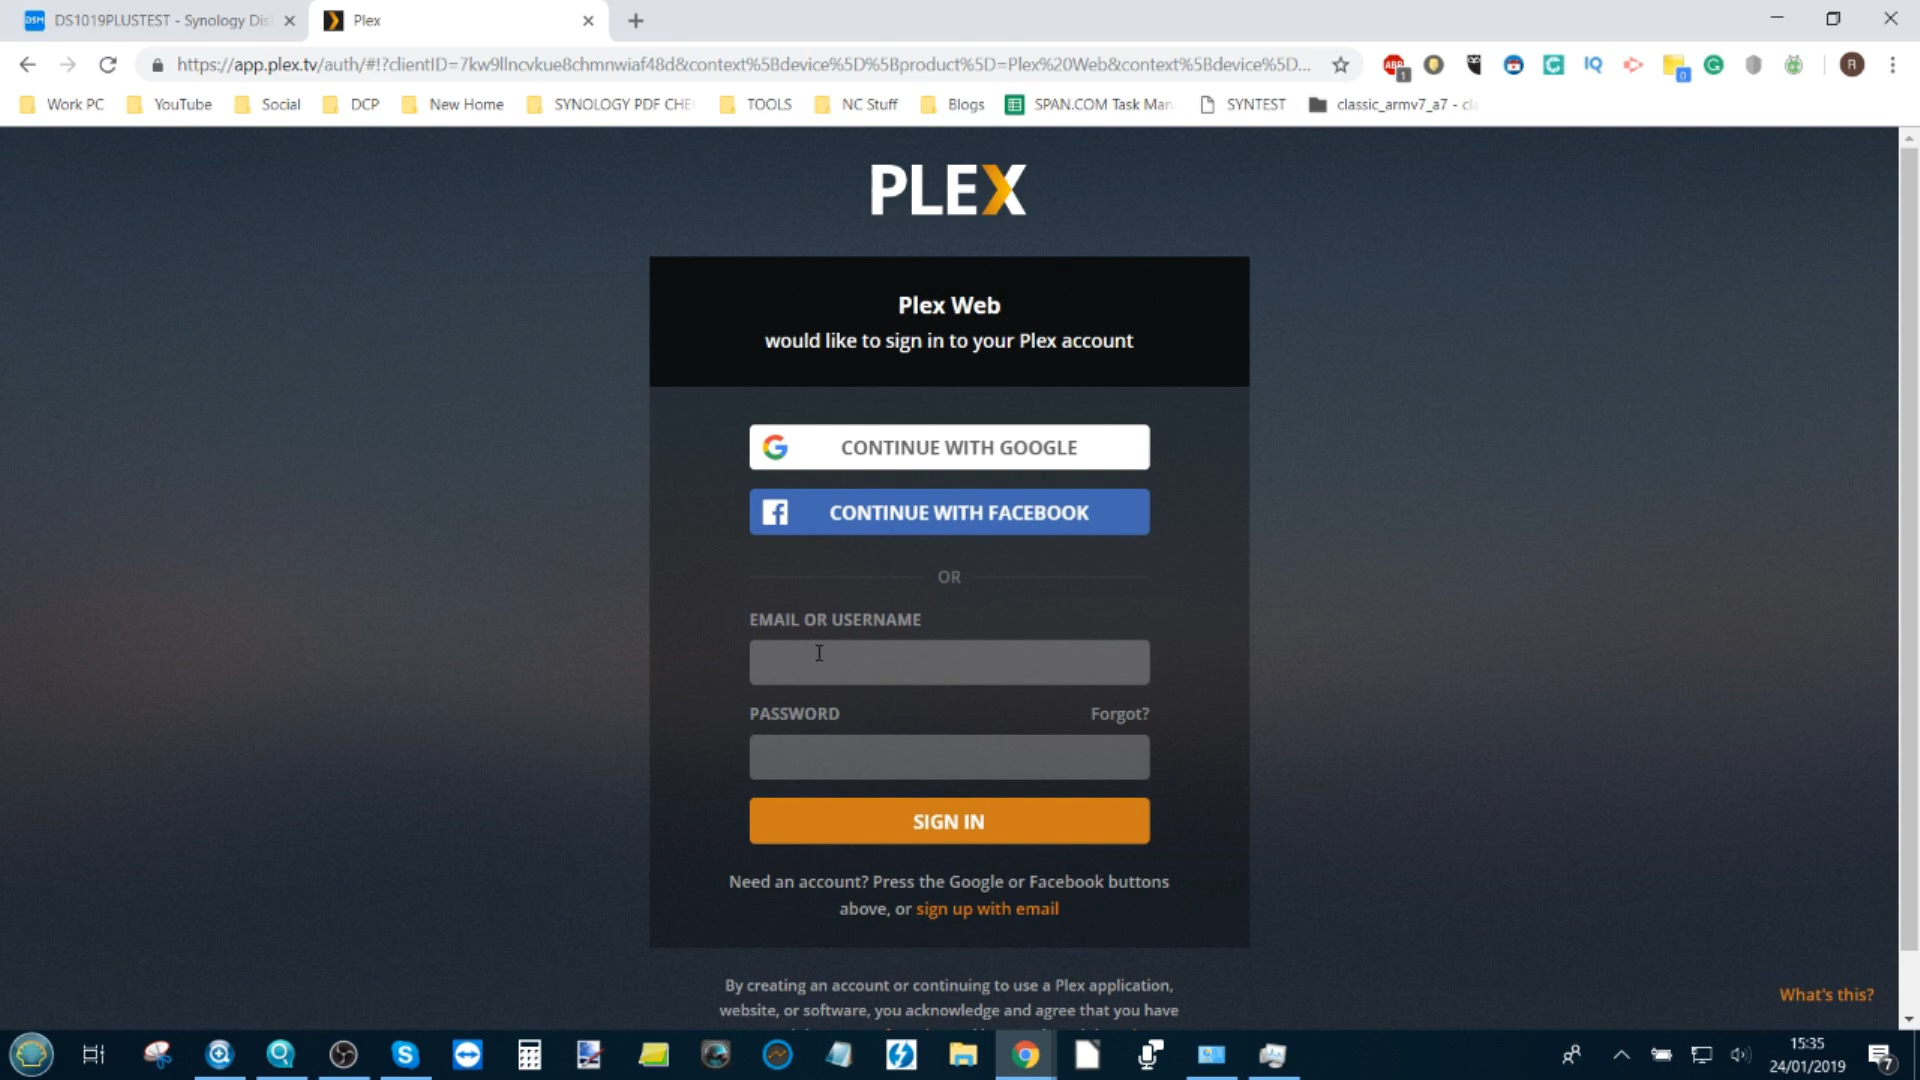 DS1019PLUSTEST - Synology Dis
Plex
https://app.plex.tv/auth/#!?clientID=7kw9llncvkue8chmnwiaf48d&context%5Bdevice%5D%5Bproduct%5D=Plex%20Web&context%5Bdevice%5D...
Work PC
YouTube
Social
DCP
New Home
SYNOLOGY PDF CHE
TOOLS
NC Stuff
Blogs
SPAN.COM Task Man
SYNTEST
classic_armv7_a7 - cla
PLEX
Plex Web
would like to sign in to your Plex account
CONTINUE WITH GOOGLE
CONTINUE WITH FACEBOOK
OR
EMAIL OR USERNAME
PASSWORD
Forgot?
SIGN IN
Need an account? Press the Google or Facebook buttons
above, or sign up with email
By creating an account or continuing to use a Plex application,
website, or software, you acknowledge and agree that you have
What's this?
15:35
24/01/2019
7